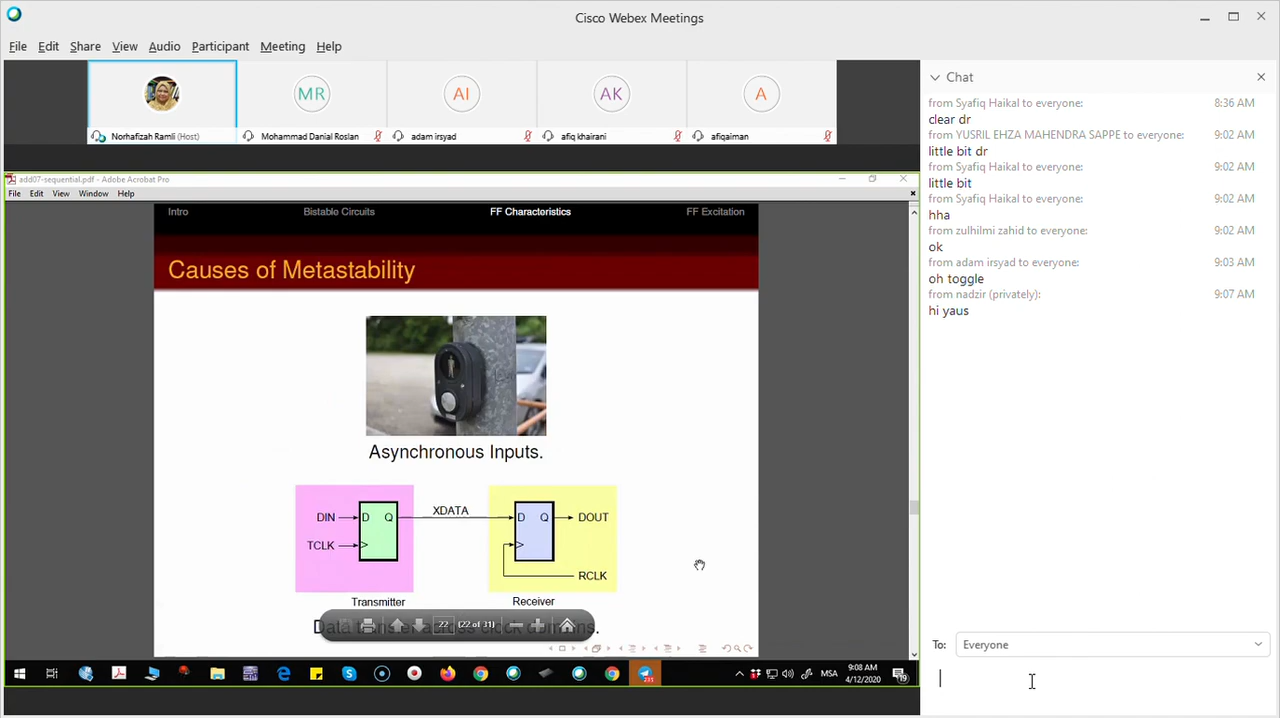 Cisco Webex Meetings
File Edit Share View Audio Participant Meeting Help
MR
AI
AK
A
Norhafizah Ramli (Host)
Mohammad Danial Roslan
adam irsyad
afiq khairani
afiqaiman
add07-sequential.pdf - Adobe Acrobat Pro
File Edit View Window Help
Intro Bistable Circuits FF Characteristics FF Excitation
Causes of Metastability
Asynchronous Inputs.
DIN D Q XDATA D Q DOUT
TCLK
RCLK
Transmitter Receiver
22 (22 of 31)
Data transfer across clock domains.
231
MSA
9:08 AM
4/12/2020
19
Chat
from Syafiq Haikal to everyone: 8:36 AM
clear dr
from YUSRIL EHZA MAHENDRA SAPPE to everyone: 9:02 AM
little bit dr
from Syafiq Haikal to everyone: 9:02 AM
little bit
from Syafiq Haikal to everyone: 9:02 AM
hha
from zulhilmi zahid to everyone: 9:02 AM
ok
from adam irsyad to everyone: 9:03 AM
oh toggle
from nadzir (privately): 9:07 AM
hi yaus
To: Everyone